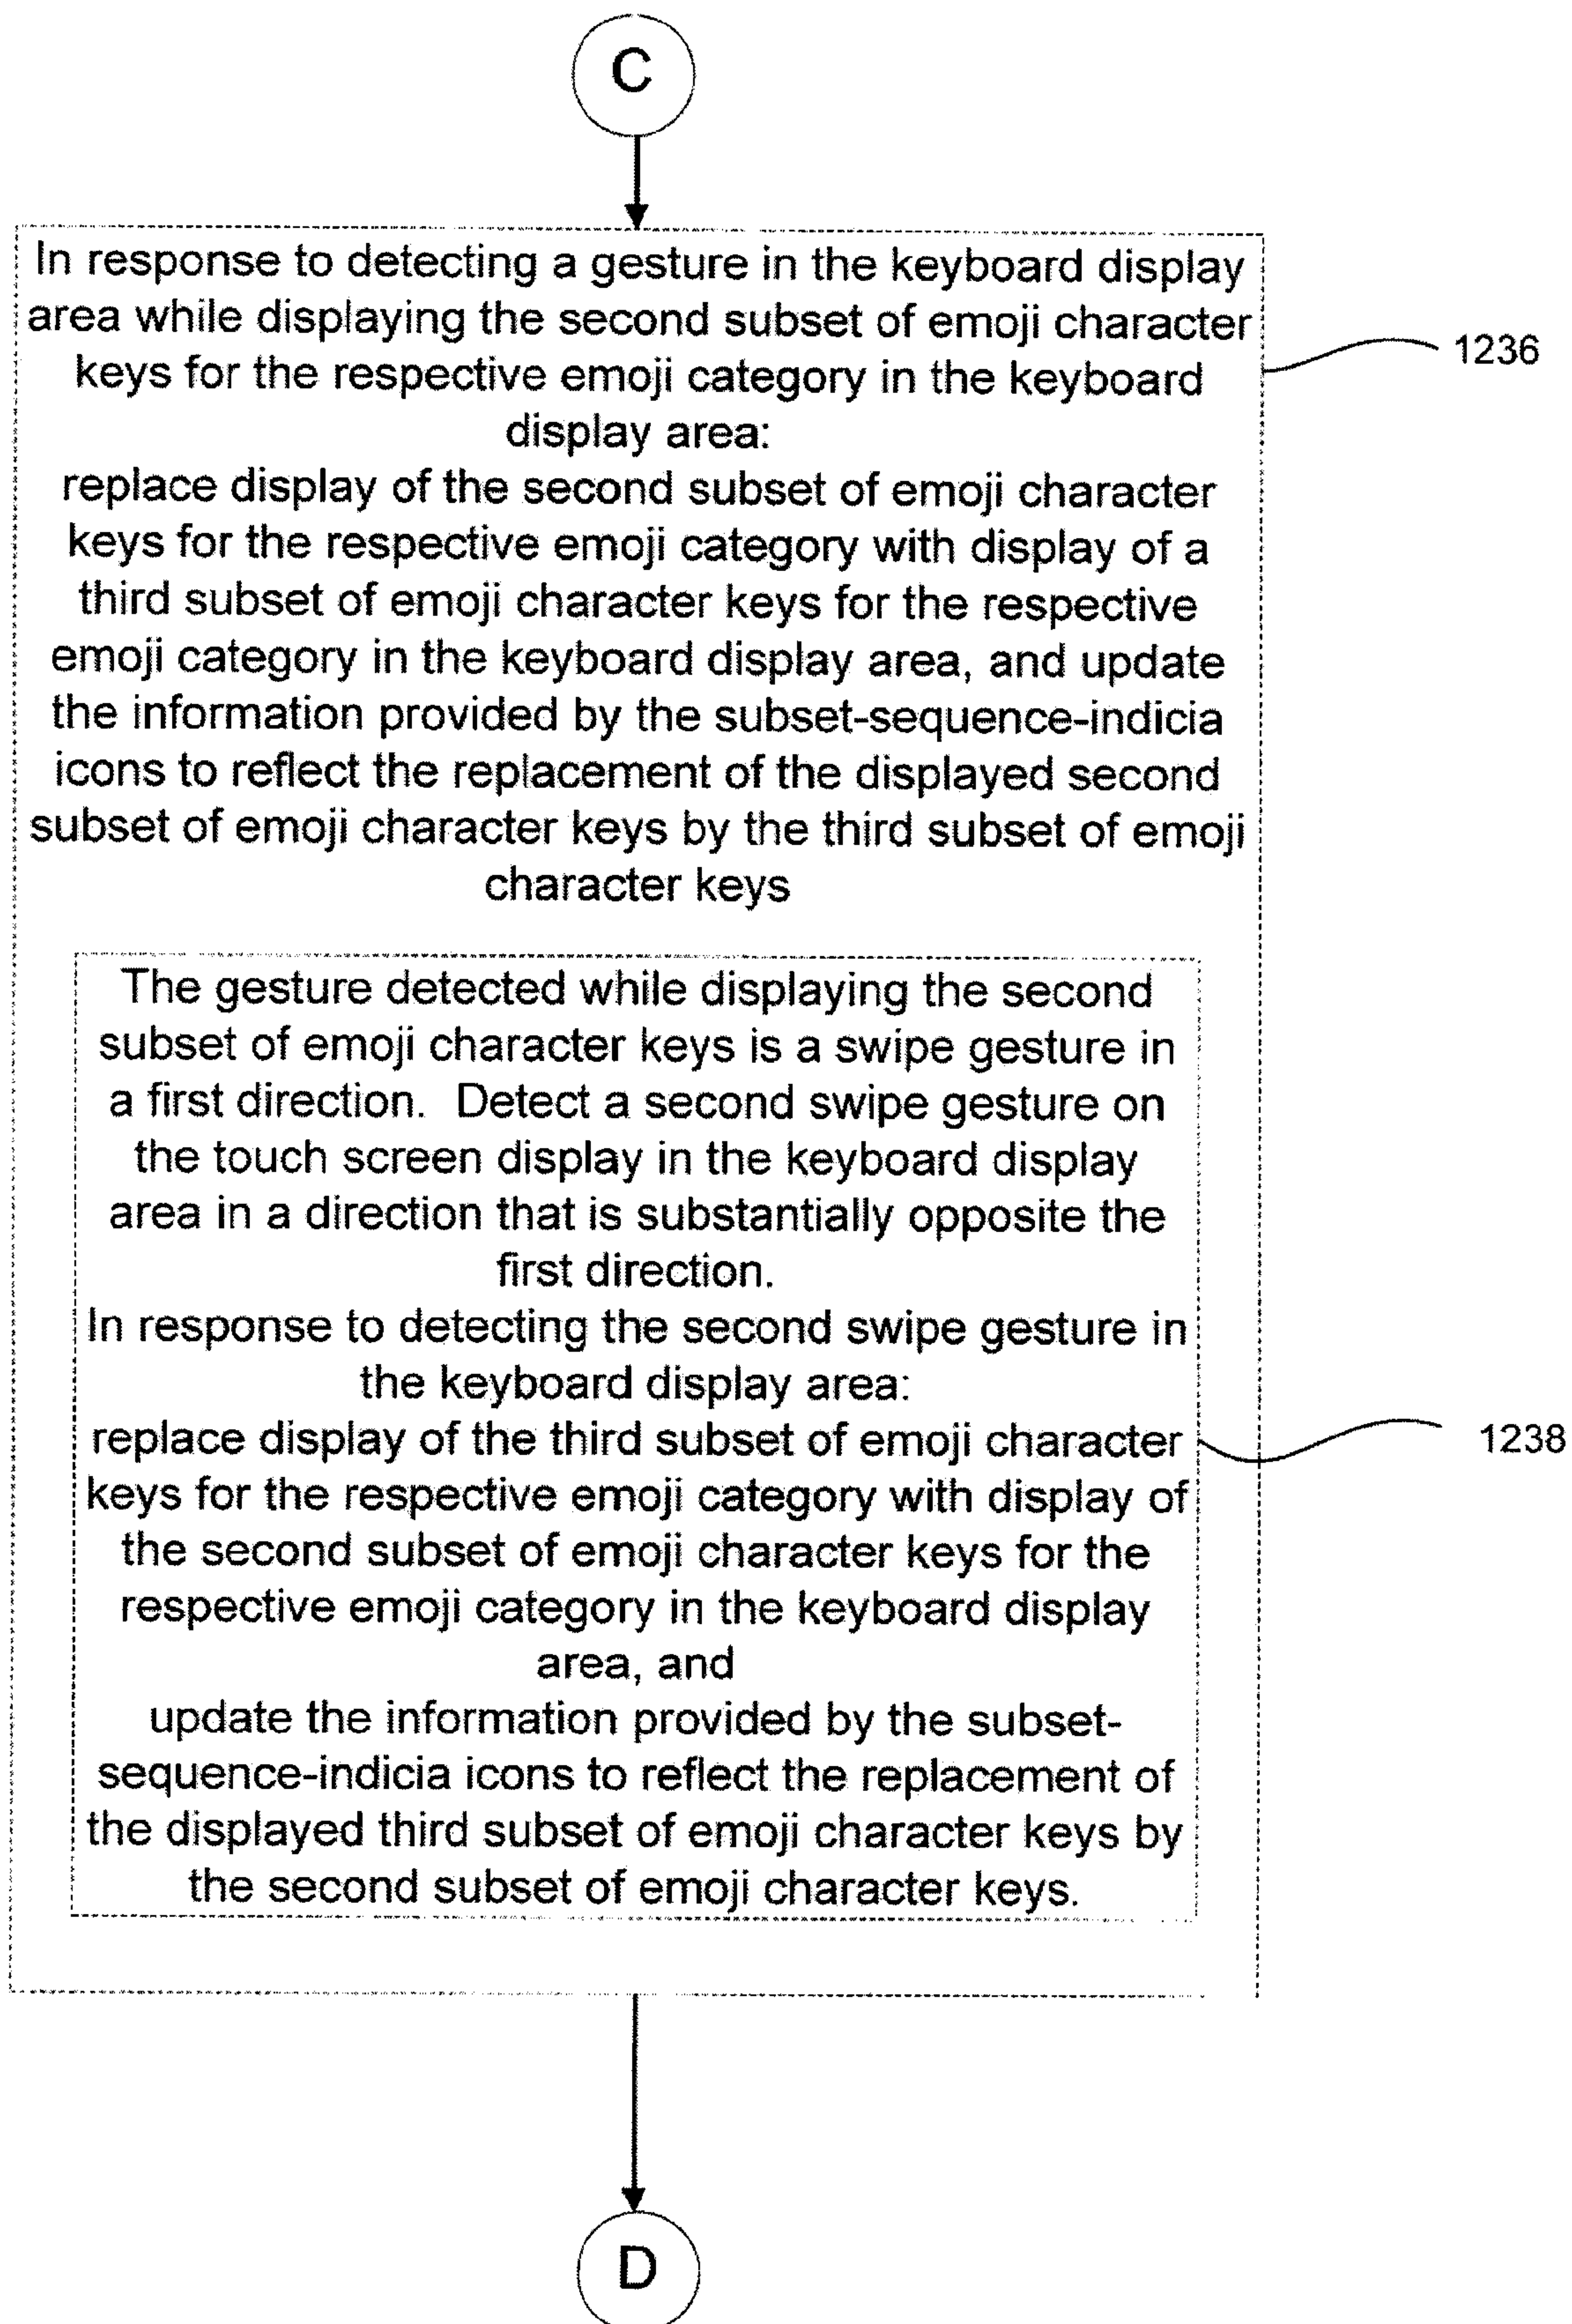 C
In response to detecting a gesture in the keyboard display
area while displaying the second subset of emoji character
keys for the respective emoji category in the keyboard
display area:
replace display of the second subset of emoji character
keys for the respective emoji category with display of a
third subset of emoji character keys for the respective
emoji category in the keyboard display area, and update
the information provided by the subset-sequence-indicia
icons to reflect the replacement of the displayed second
subset of emoji character keys by the third subset of emoji
character keys
1236
The gesture detected while displaying the second
subset of emoji character keys is a swipe gesture in
a first direction.  Detect a second swipe gesture on
the touch screen display in the keyboard display
area in a direction that is substantially opposite the
first direction.
In response to detecting the second swipe gesture in
the keyboard display area:
replace display of the third subset of emoji character
keys for the respective emoji category with display of
the second subset of emoji character keys for the
respective emoji category in the keyboard display
area, and
update the information provided by the subset-
sequence-indicia icons to reflect the replacement of
the displayed third subset of emoji character keys by
the second subset of emoji character keys.
1238
D